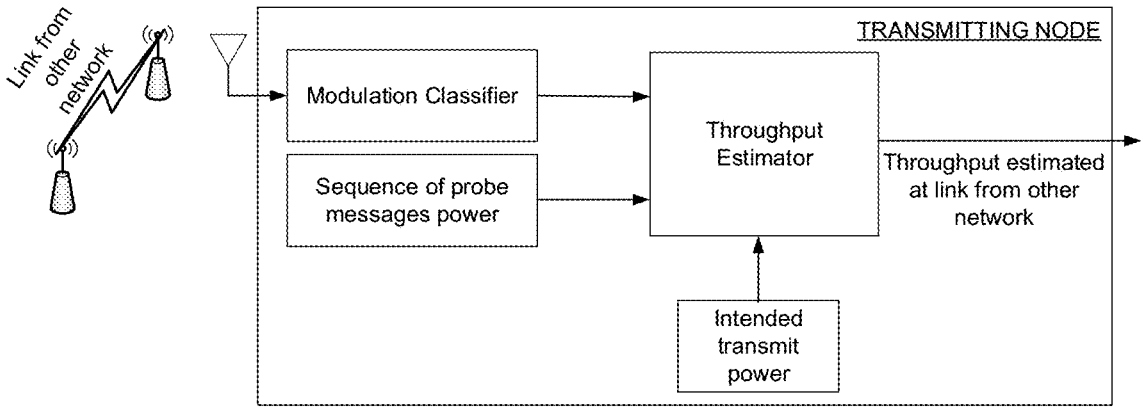 Link from
other
network
TRANSMITTING NODE
Modulation Classifier
Sequence of probe
messages power
Throughput
Estimator
Throughput estimated
at link from other
network
Intended
transmit
power